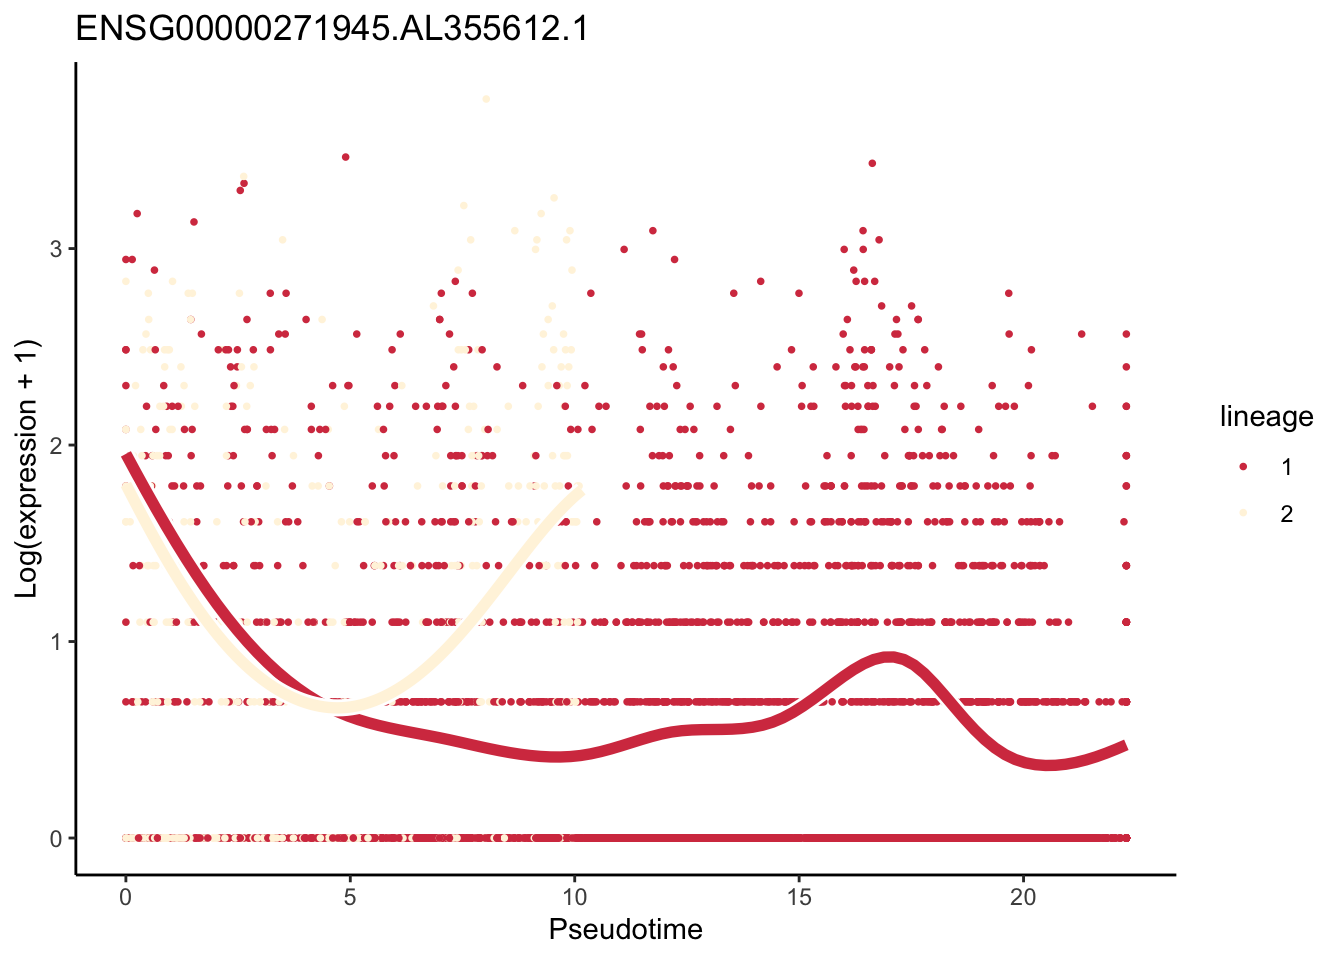 ENSG00000271945.AL355612.1
Log(expression + 1)
3
2
1
0
0
5
10
15
20
Pseudotime
lineage
1
2